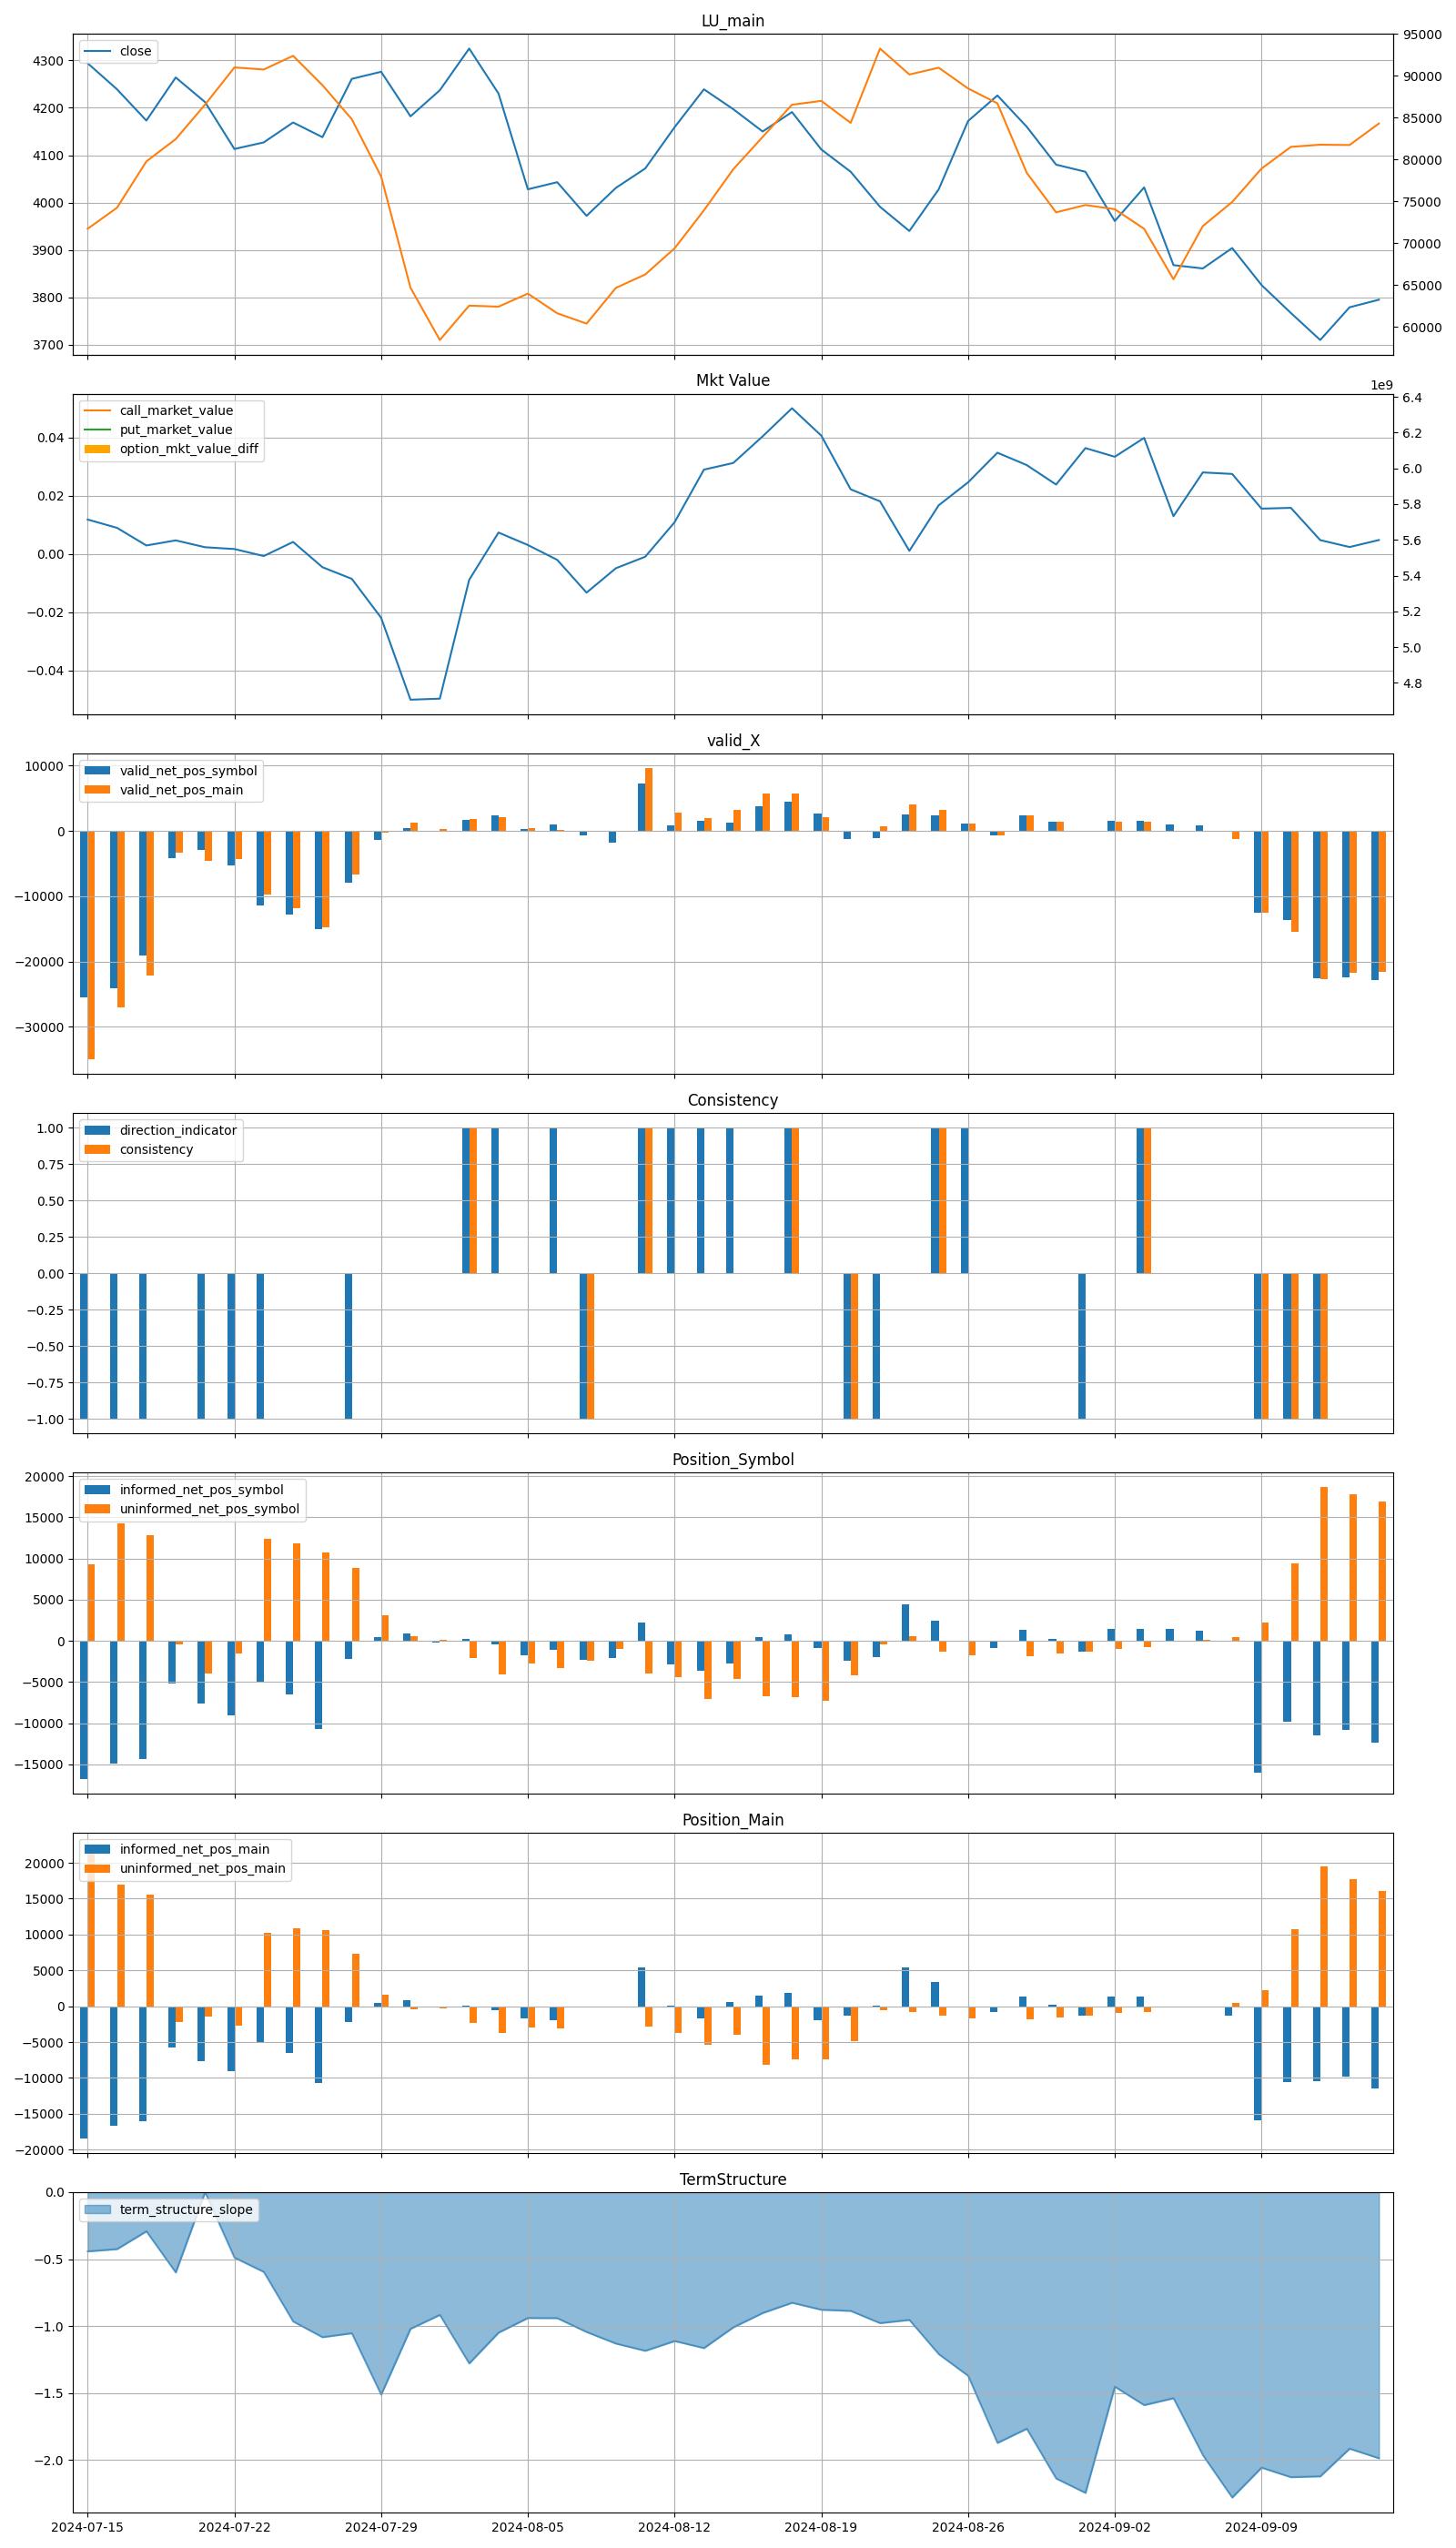 LU_main
close
4300
4200
4100
4000
3900
3800
3700
95000
90000
85000
80000
75000
70000
65000
60000
Mkt Value
1e9
call_market_value
put_market_value
option_mkt_value_diff
0.04
0.02
0.00
−0.02
−0.04
6.4
6.2
6.0
5.8
5.6
5.4
5.2
5.0
4.8
valid_X
valid_net_pos_symbol
valid_net_pos_main
10000
0
−10000
−20000
−30000
Consistency
direction_indicator
consistency
1.00
0.75
0.50
0.25
0.00
−0.25
−0.50
−0.75
−1.00
Position_Symbol
informed_net_pos_symbol
uninformed_net_pos_symbol
20000
15000
10000
5000
0
−5000
−10000
−15000
Position_Main
informed_net_pos_main
uninformed_net_pos_main
20000
15000
10000
5000
0
−5000
−10000
−15000
−20000
TermStructure
term_structure_slope
0.0
−0.5
−1.0
−1.5
−2.0
2024-07-15 2024-07-22 2024-07-29 2024-08-05 2024-08-12 2024-08-19 2024-08-26 2024-09-02 2024-09-09